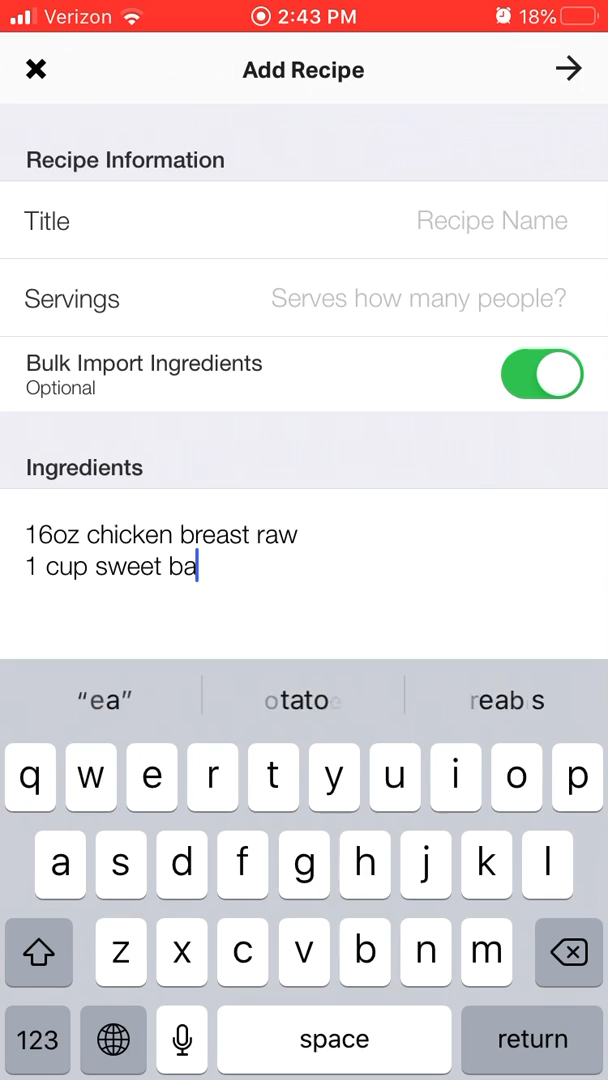 Verizon 2:43 PM 18%
Add Recipe
Recipe Information
Title Recipe Name
Servings Serves how many people?
Bulk Import Ingredients
Optional
Ingredients
16oz chicken breast raw
1 cup sweet ba
“ea”
q w e r t y u i o p
a s d f g h j k l
z x c v b n m
123 space return